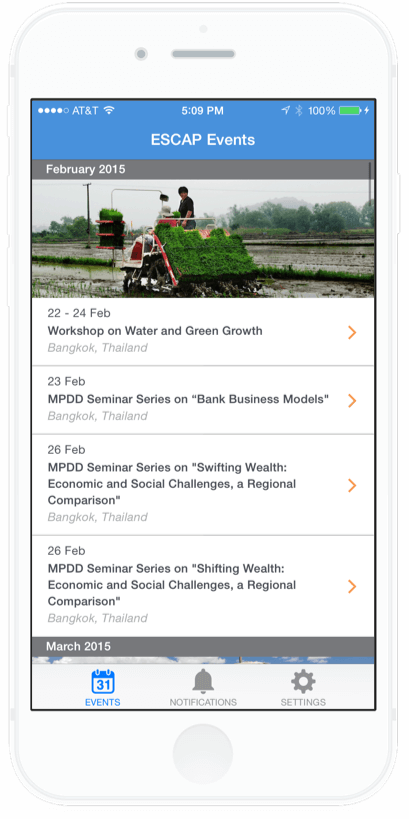 AT&T 5:09 PM 100%
ESCAP Events
February 2015
22 - 24 Feb
Workshop on Water and Green Growth
Bangkok, Thailand
23 Feb
MPDD Seminar Series on “Bank Business Models"
Bangkok, Thailand
26 Feb
MPDD Seminar Series on "Swifting Wealth:
Economic and Social Challenges, a Regional
Comparison"
Bangkok, Thailand
26 Feb
MPDD Seminar Series on "Shifting Wealth:
Economic and Social Challenges, a Regional
Comparison"
Bangkok, Thailand
March 2015
31
EVENTS NOTIFICATIONS SETTINGS